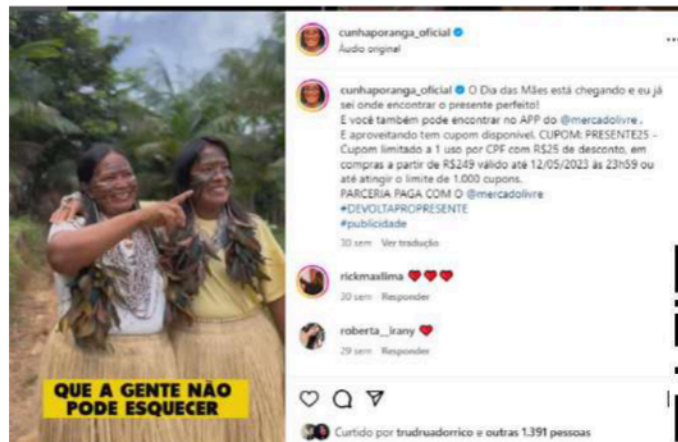 QUE A GENTE NÃO
PODE ESQUECER
cunhaporanga_oficial
Áudio original
cunhaporanga_oficial O Dia das Mães está chegando e eu já
sei onde encontrar o presente perfeito!
E você também pode encontrar no APP do @mercadolivre.
E aproveitando tem cupom disponível. CUPOM: PRESENTE25 -
Cupom limitado a 1 uso por CPF com R$25 de desconto, em
compras a partir de R$249 válido até 12/05/2023 às 23h59 ou
até atingir o limite de 1.000 cupons.
PARCERIA PAGA COM O @mercadolivre
#DEVOLTAPROPRESENTE
#publicidade
30 sem Ver tradução
rickmaxlima ❤❤❤
30 sem Responder
roberta__irany ❤
29 sem Responder
Curtido por trudruadorrico e outras 1.391 pessoas